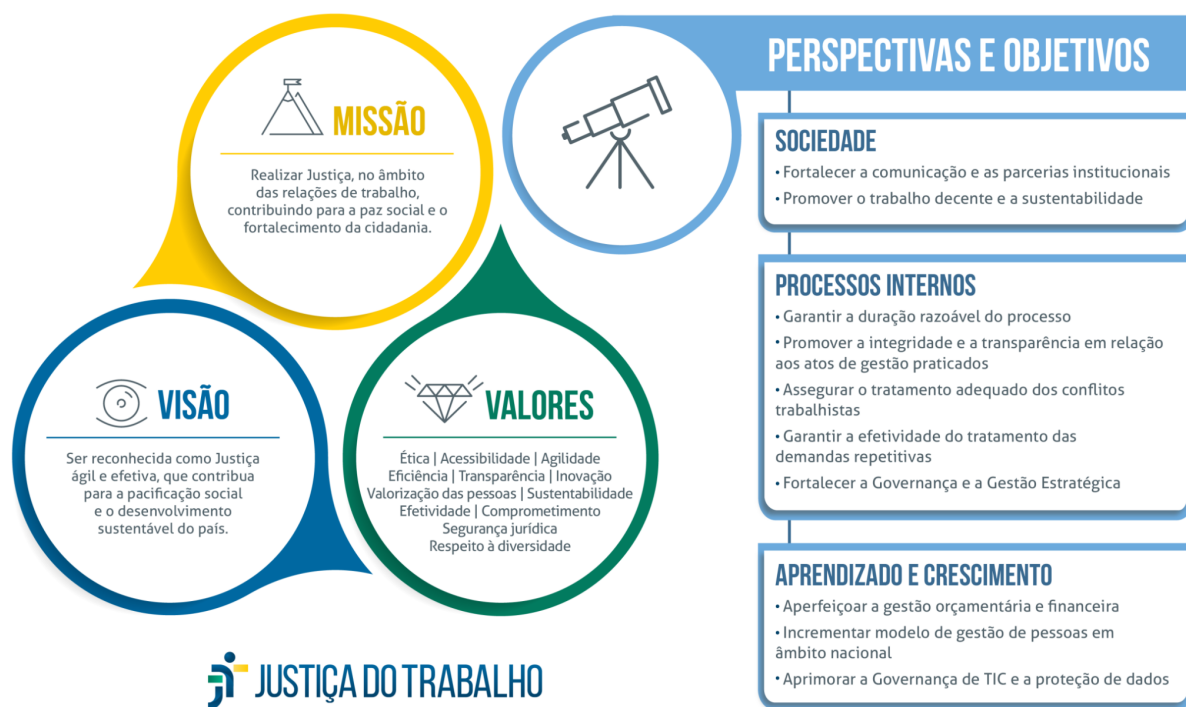 MISSÃO
Realizar Justiça, no âmbito
das relações de trabalho,
contribuindo para a paz social e o
fortalecimento da cidadania.
VISÃO
Ser reconhecida como Justiça
ágil e efetiva, que contribua
para a pacificação social
e o desenvolvimento
sustentável do país.
VALORES
Ética | Acessibilidade | Agilidade
Eficiência | Transparência | Inovação
Valorização das pessoas | Sustentabilidade
Efetividade | Comprometimento
Segurança jurídica
Respeito à diversidade
JUSTIÇA DO TRABALHO
PERSPECTIVAS E OBJETIVOS
SOCIEDADE
• Fortalecer a comunicação e as parcerias institucionais
• Promover o trabalho decente e a sustentabilidade
PROCESSOS INTERNOS
• Garantir a duração razoável do processo
• Promover a integridade e a transparência em relação
aos atos de gestão praticados
• Assegurar o tratamento adequado dos conflitos
trabalhistas
• Garantir a efetividade do tratamento das
demandas repetitivas
• Fortalecer a Governança e a Gestão Estratégica
APRENDIZADO E CRESCIMENTO
• Aperfeiçoar a gestão orçamentária e financeira
• Incrementar modelo de gestão de pessoas em
âmbito nacional
• Aprimorar a Governança de TIC e a proteção de dados